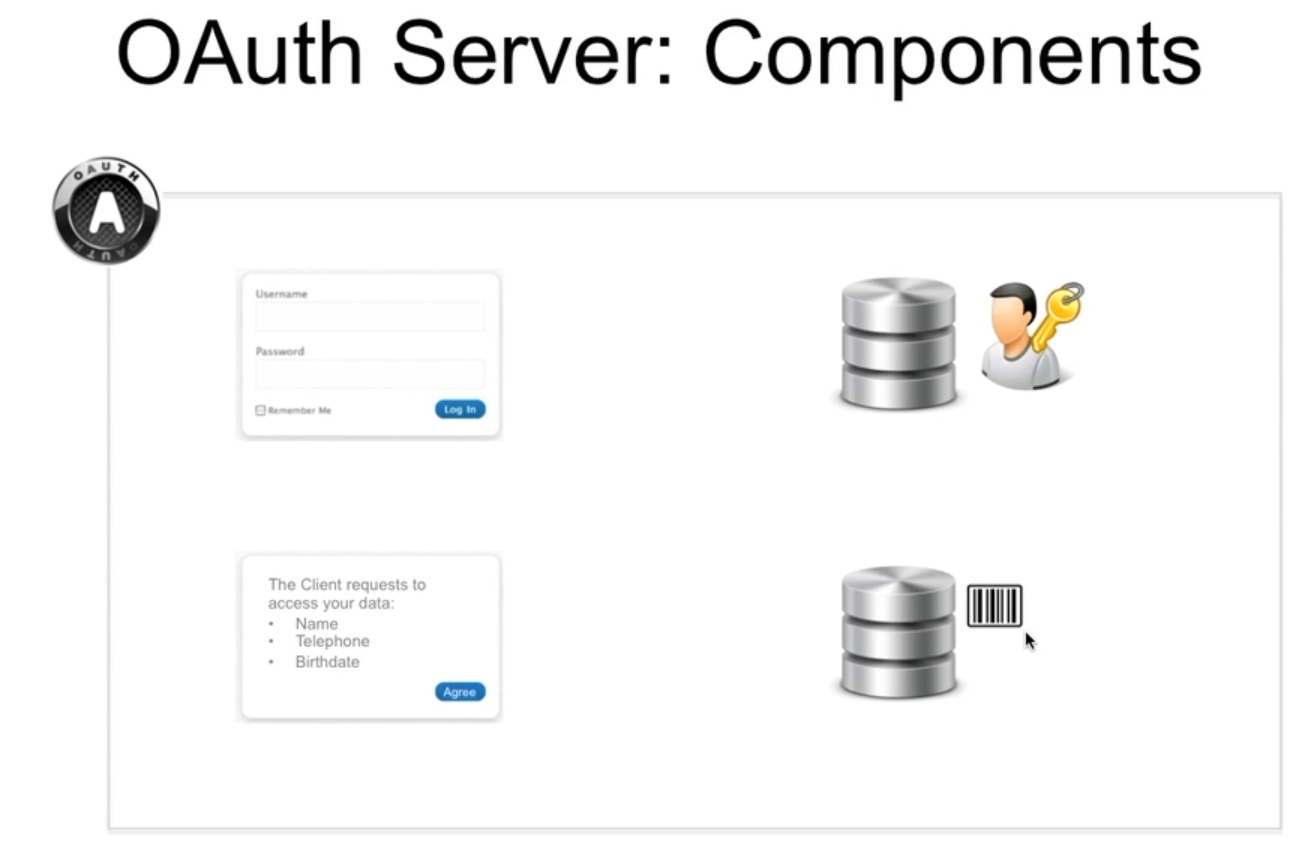 OAuth Server: Components
OAUTH
A
OAUTH
Username
Password
Remember Me
Log In
The Client requests to
access your data:
• Name
• Telephone
• Birthdate
Agree